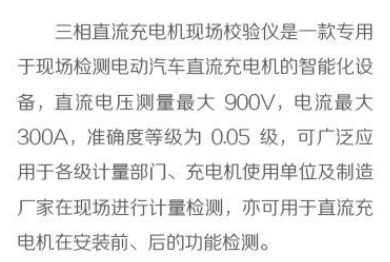 三相直流充电机现场校验仪是一款专用
于现场检测电动汽车直流充电机的智能化设
备，直流电压测量最大 900V，电流最大
300A，准确度等级为 0.05 级，可广泛应
用于各级计量部门、充电机使用单位及制造
厂家在现场进行计量检测，亦可用于直流充
电机在安装前、后的功能检测。